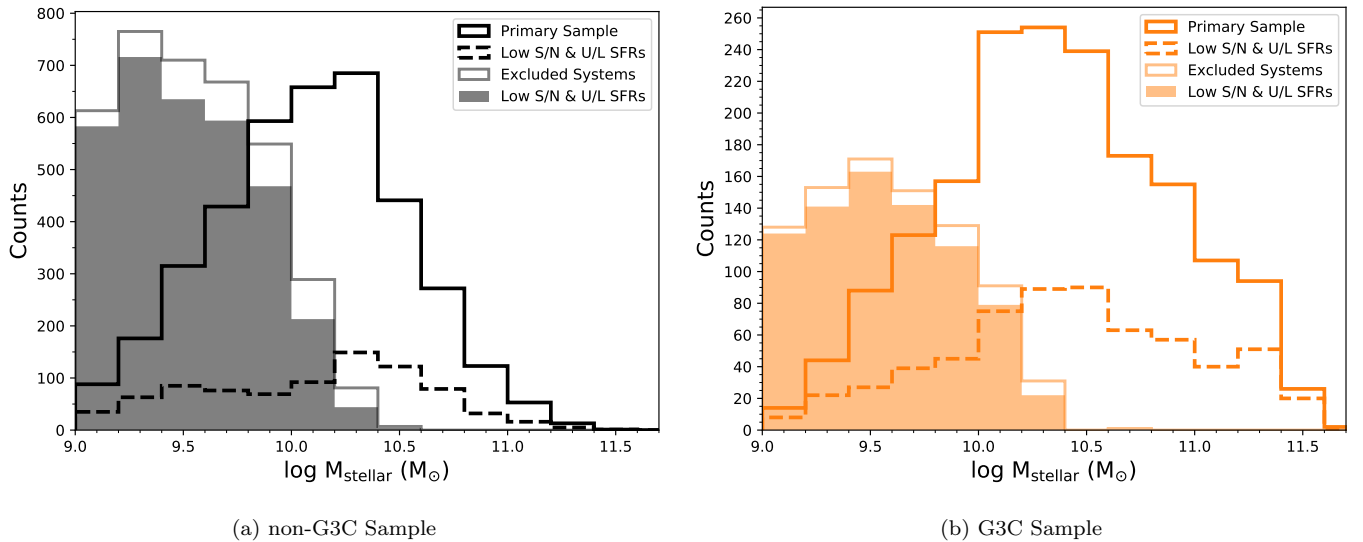 800
700
600
500
400
300
200
100
0
Counts
9.0 9.5 10.0 10.5 11.0 11.5
log M_stellar (M_⊙)
Primary Sample
Low S/N & U/L SFRs
Excluded Systems
Low S/N & U/L SFRs
(a) non-G3C Sample
260
240
220
200
180
160
140
120
100
80
60
40
20
0
Counts
9.0 9.5 10.0 10.5 11.0 11.5
log M_stellar (M_⊙)
Primary Sample
Low S/N & U/L SFRs
Excluded Systems
Low S/N & U/L SFRs
(b) G3C Sample